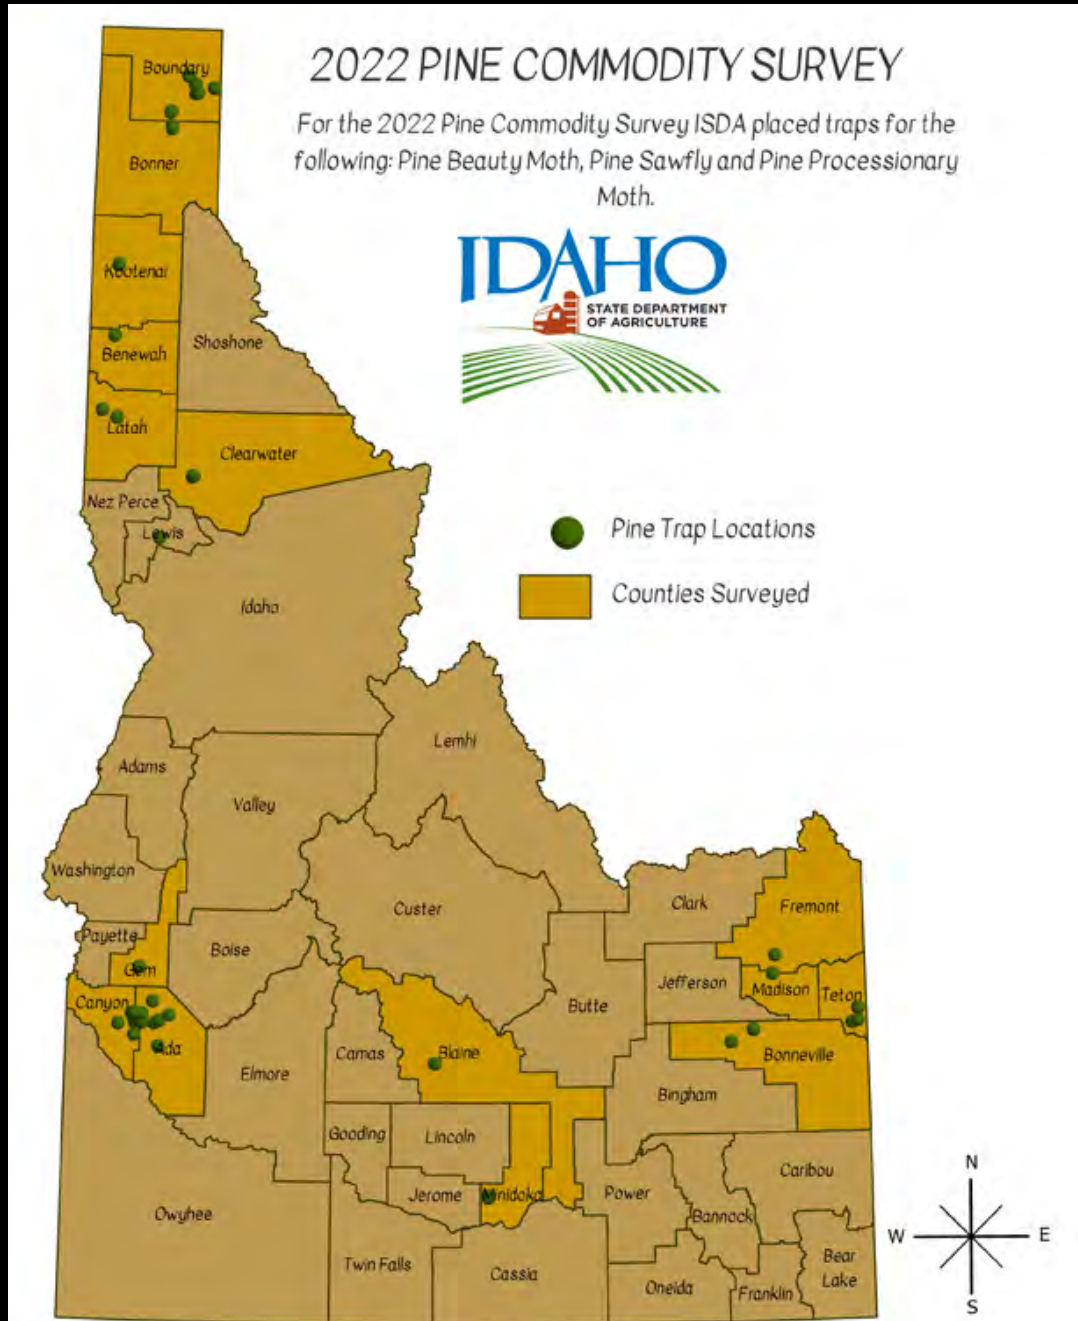 2022 PINE COMMODITY SURVEY
For the 2022 Pine Commodity Survey ISDA placed traps for the
following: Pine Beauty Moth, Pine Sawfly and Pine Processionary
Moth.
IDAHO
STATE DEPARTMENT
OF AGRICULTURE
Pine Trap Locations
Counties Surveyed
Boundary
Bonner
Kootenai
Benewah
Shoshone
Latah
Clearwater
Nez Perce
Lewis
Idaho
Lemhi
Adams
Valley
Washington
Custer
Clark
Fremont
Payette
Boise
Gem
Jefferson
Madison
Teton
Canyon
Butte
Ada
Camas
Blaine
Bonneville
Elmore
Bingham
Gooding
Lincoln
Caribou
Jerome
Minidoka
Power
Owyhee
Bannock
Twin Falls
Cassia
Oneida
Franklin
Bear
Lake
N
W
E
S